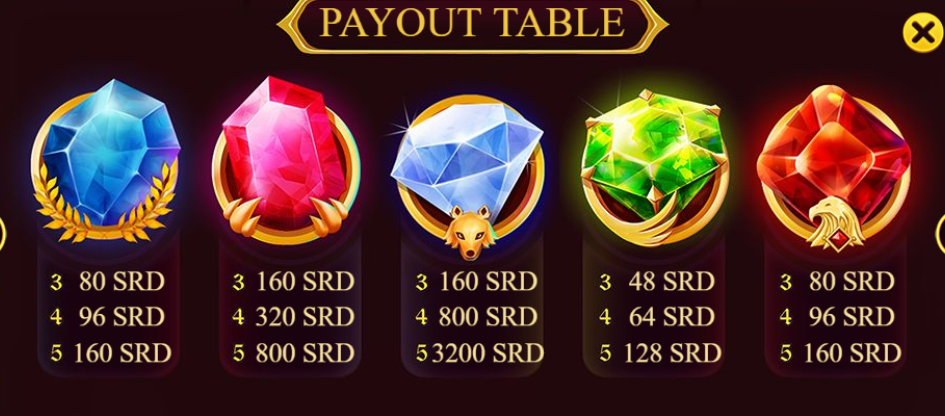 PAYOUT TABLE
3 80 SRD
4 96 SRD
5 160 SRD
3 160 SRD
4 320 SRD
5 800 SRD
3 160 SRD
4 800 SRD
5 3200 SRD
3 48 SRD
4 64 SRD
5 128 SRD
3 80 SRD
4 96 SRD
5 160 SRD